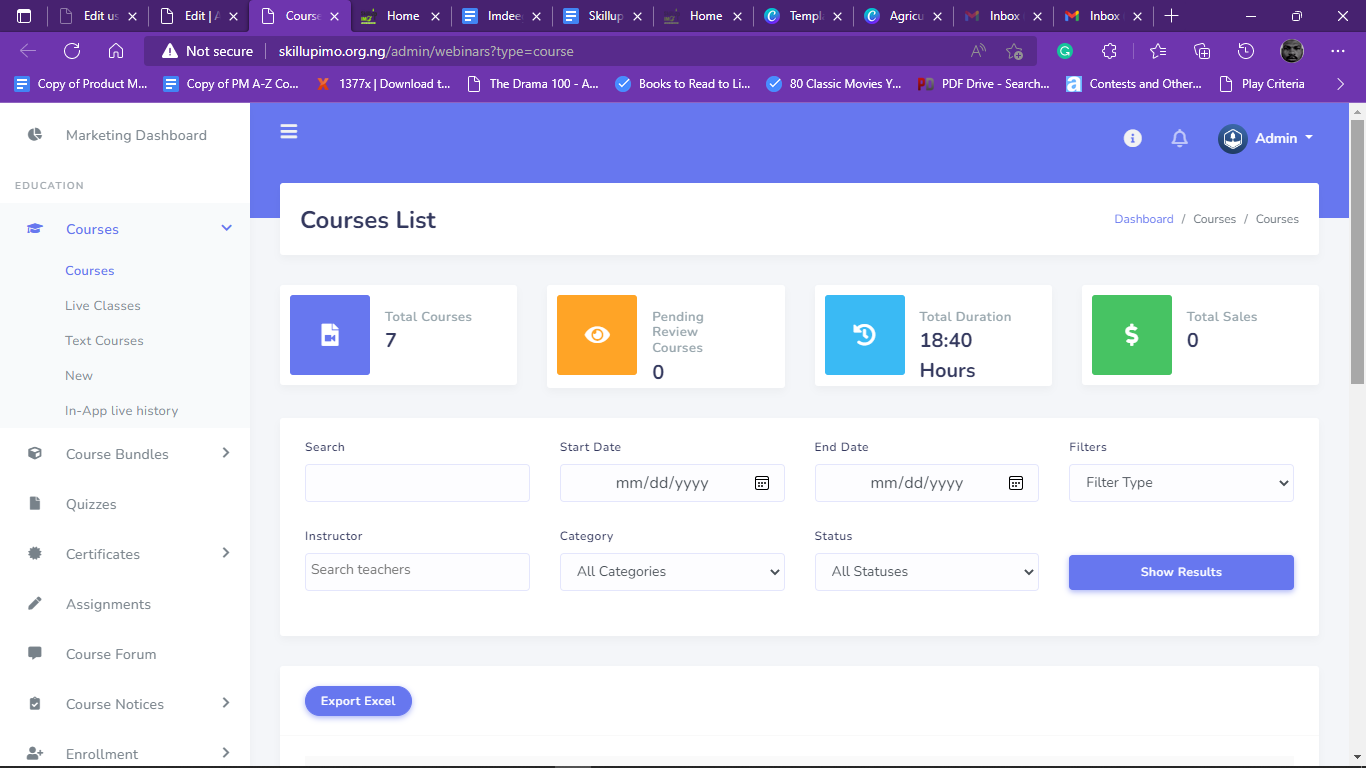 Edit us
Edit | A
Course
Home
Imdee
Skillup
Home
Templa
Agricu
Inbox
Inbox
Not secure
skillupimo.org.ng/admin/webinars?type=course
Copy of Product M...
Copy of PM A-Z Co...
1377x | Download t...
The Drama 100 - A...
Books to Read to Li...
80 Classic Movies Y...
PDF Drive - Search...
Contests and Other...
Play Criteria
Marketing Dashboard
EDUCATION
Courses
Courses
Live Classes
Text Courses
New
In-App live history
Course Bundles
Quizzes
Certificates
Assignments
Course Forum
Course Notices
Enrollment
Admin
Courses List
Dashboard / Courses / Courses
Total Courses
7
Pending
Review
Courses
0
Total Duration
18:40
Hours
Total Sales
0
Search
Start Date
mm/dd/yyyy
End Date
mm/dd/yyyy
Filters
Filter Type
Instructor
Search teachers
Category
All Categories
Status
All Statuses
Show Results
Export Excel